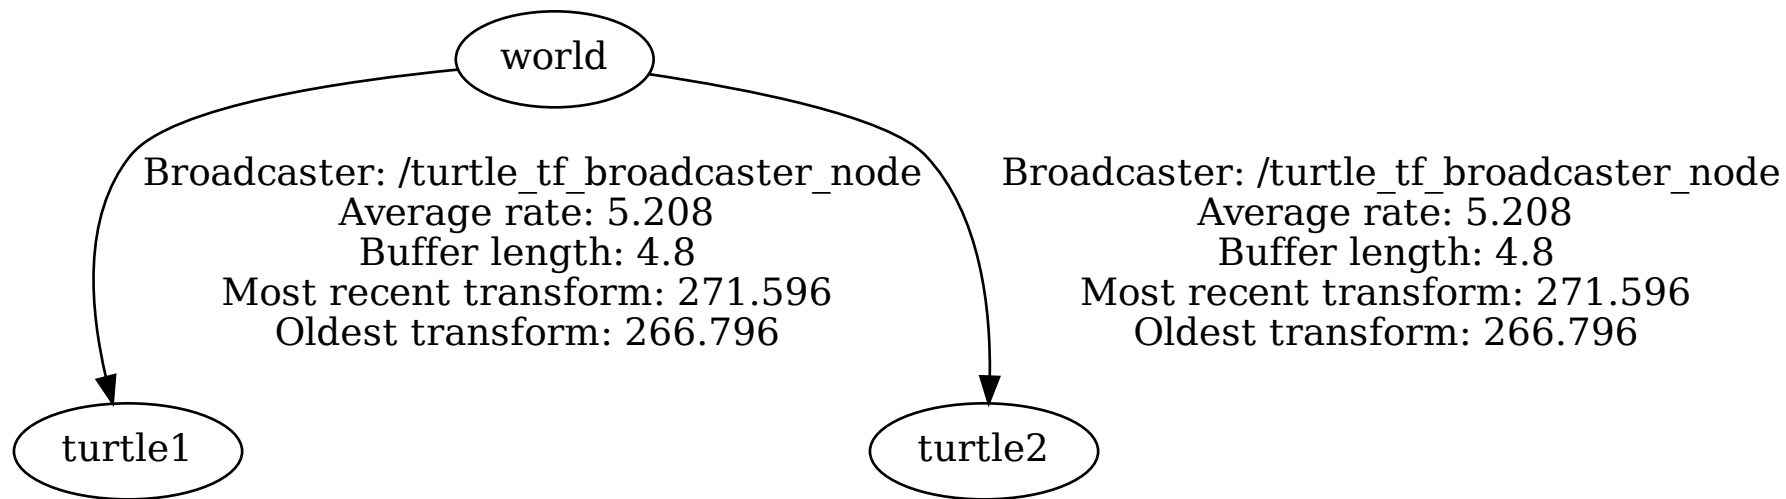 world
Broadcaster: /turtle_tf_broadcaster_node
Average rate: 5.208
Buffer length: 4.8
Most recent transform: 271.596
Oldest transform: 266.796
Broadcaster: /turtle_tf_broadcaster_node
Average rate: 5.208
Buffer length: 4.8
Most recent transform: 271.596
Oldest transform: 266.796
turtle1
turtle2